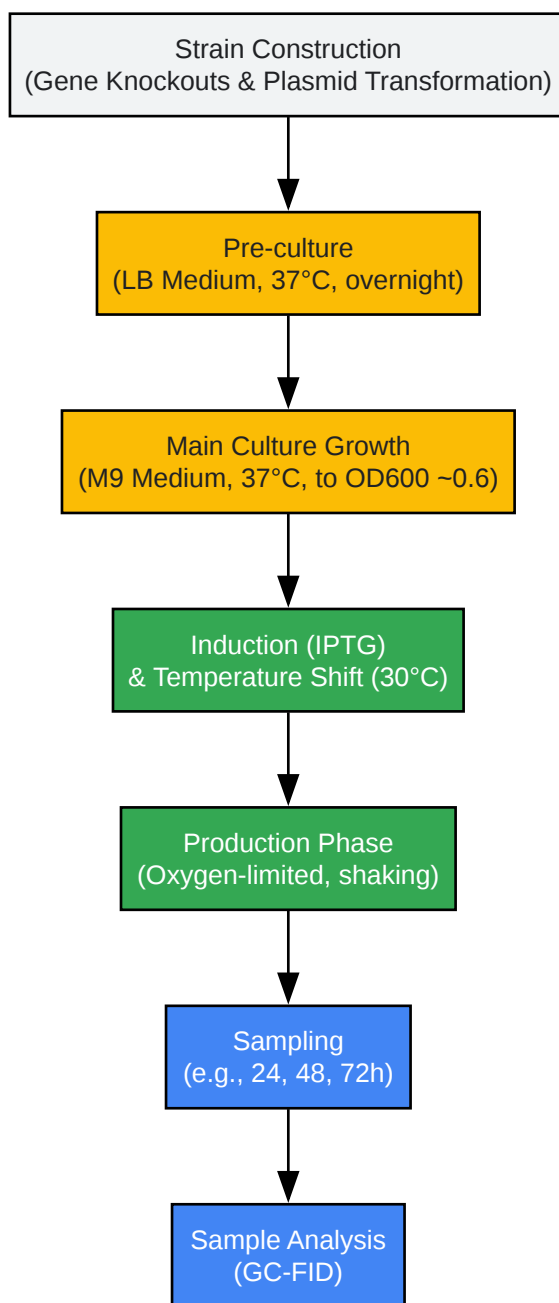 Strain Construction
(Gene Knockouts & Plasmid Transformation)
Pre-culture
(LB Medium, 37°C, overnight)
Main Culture Growth
(M9 Medium, 37°C, to OD600 ~0.6)
Induction (IPTG)
& Temperature Shift (30°C)
Production Phase
(Oxygen-limited, shaking)
Sampling
(e.g., 24, 48, 72h)
Sample Analysis
(GC-FID)